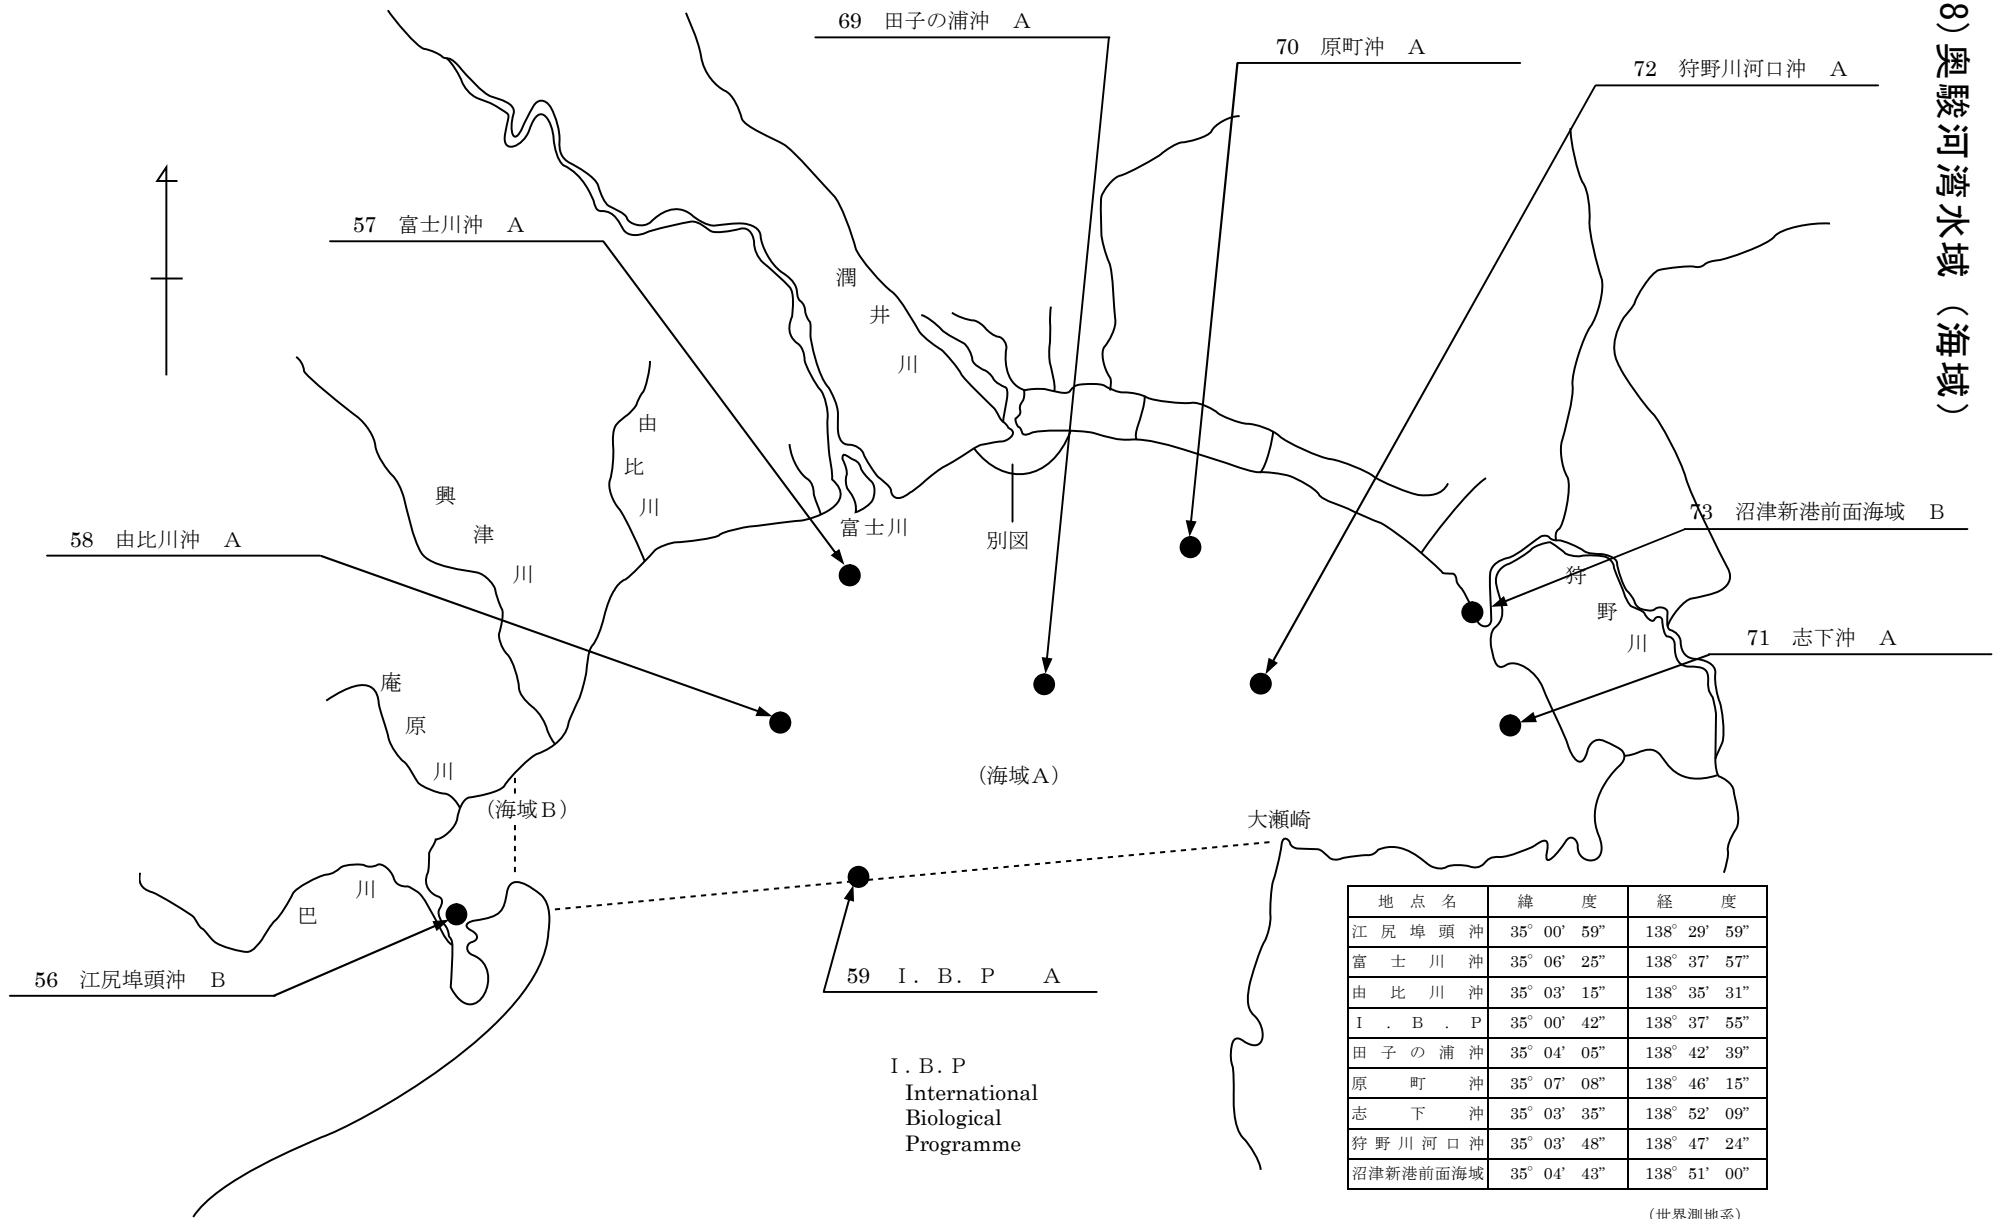 8）奥駿河湾水域（海域）
69 田子の浦沖 A
70 原町沖 A
72 狩野川河口沖 A
57 富士川沖 A
潤井川
由比川
興津川
富士川
別図
73 沼津新港前面海域 B
58 由比川沖 A
狩野川
71 志下沖 A
庵原川
（海域A）
（海域B）
大瀬崎
巴川
56 江尻埠頭沖 B
59 I．B．P A
I．B．P
International
Biological
Programme
地点名 緯度 経度
江尻埠頭沖 35° 00’ 59” 138° 29’ 59”
富士川沖 35° 06’ 25” 138° 37’ 57”
由比川沖 35° 03’ 15” 138° 35’ 31”
I．B．P 35° 00’ 42” 138° 37’ 55”
田子の浦沖 35° 04’ 05” 138° 42’ 39”
原町沖 35° 07’ 08” 138° 46’ 15”
志下沖 35° 03’ 35” 138° 52’ 09”
狩野川河口沖 35° 03’ 48” 138° 47’ 24”
沼津新港前面海域 35° 04’ 43” 138° 51’ 00”
（世界測地系）